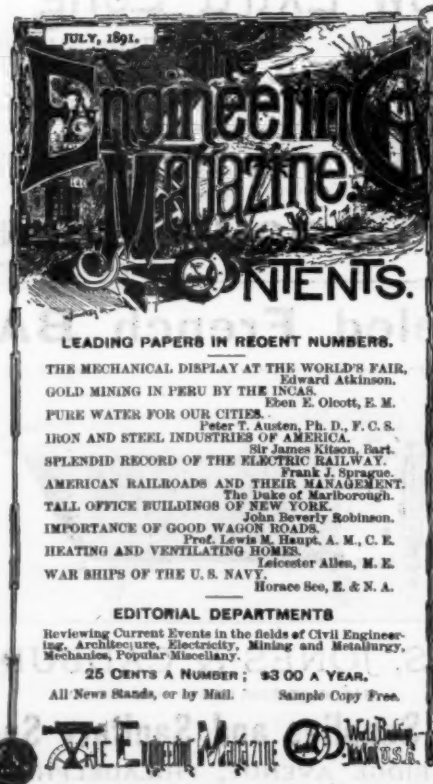 JULY, 1891.
The
Engineering
Magazine.
CONTENTS.
LEADING PAPERS IN RECENT NUMBERS.
THE MECHANICAL DISPLAY AT THE WORLD'S FAIR,
Edward Atkinson.
GOLD MINING IN PERU BY THE INCAS.
Eben E. Olcott, E. M.
PURE WATER FOR OUR CITIES.
Peter T. Austen, Ph. D., F. C. S.
IRON AND STEEL INDUSTRIES OF AMERICA.
Sir James Kitson, Bart.
SPLENDID RECORD OF THE ELECTRIC RAILWAY.
Frank J. Sprague.
AMERICAN RAILROADS AND THEIR MANAGEMENT.
The Duke of Marlborough.
TALL OFFICE BUILDINGS OF NEW YORK.
John Beverly Robinson.
IMPORTANCE OF GOOD WAGON ROADS.
Prof. Lewis M. Haupt, A. M., C. E.
HEATING AND VENTILATING HOMES.
Leicester Allen, M. E.
WAR SHIPS OF THE U. S. NAVY.
Horace See, E. & N. A.
EDITORIAL DEPARTMENTS
Reviewing Current Events in the fields of Civil Engineer-
ing, Architecture, Electricity, Mining and Metallurgy,
Mechanics, Popular Miscellany.
25 CENTS A NUMBER; $3 00 A YEAR.
All News Stands, or by Mail. Sample Copy Free.
THE Engineering Magazine CO World Building
New York U.S.A.